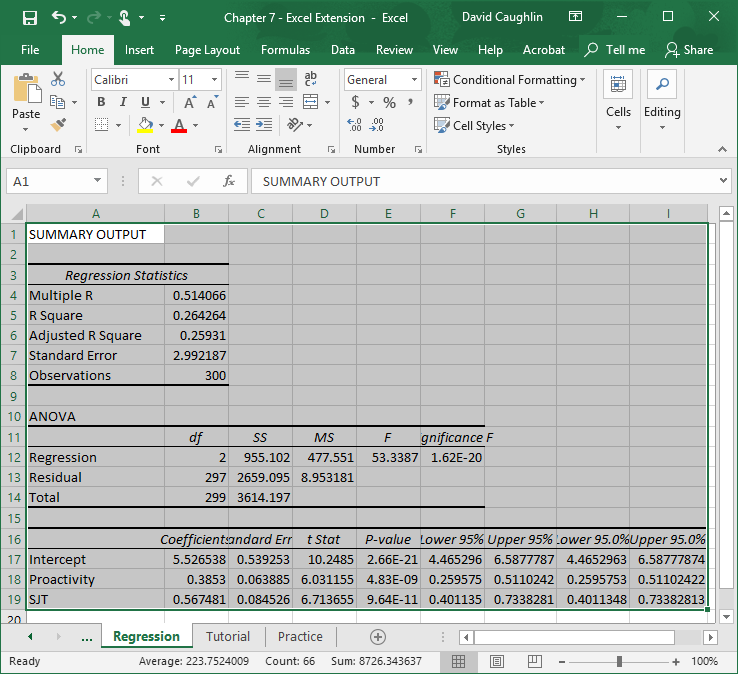 Chapter 7 - Excel Extension - Excel David Caughlin
File Home Insert Page Layout Formulas Data Review View Help Acrobat Tell me Share
Paste
Calibri 11
B I U
A A
A
ab
General
$ % ,
.00 .0
.0 .00
Conditional Formatting
Format as Table
Cell Styles
Cells
Editing
Clipboard Font Alignment Number Styles
A1 fx SUMMARY OUTPUT
A B C D E F G H I
1 SUMMARY OUTPUT
2
3 Regression Statistics
4 Multiple R 0.514066
5 R Square 0.264264
6 Adjusted R Square 0.25931
7 Standard Error 2.992187
8 Observations 300
9
10 ANOVA
11 df SS MS F gnificance F
12 Regression 2 955.102 477.551 53.3387 1.62E-20
13 Residual 297 2659.095 8.953181
14 Total 299 3614.197
15
16 Coefficients andard Err t Stat P-value Lower 95% Upper 95% Lower 95.0% Upper 95.0%
17 Intercept 5.526538 0.539253 10.2485 2.66E-21 4.465296 6.5877787 4.4652963 6.58777874
18 Proactivity 0.3853 0.063885 6.031155 4.83E-09 0.259575 0.5110242 0.2595753 0.51102422
19 SJT 0.567481 0.084526 6.713655 9.64E-11 0.401135 0.7338281 0.4011348 0.73382813
20
... Regression Tutorial Practice
Ready Average: 223.7524009 Count: 66 Sum: 8726.343637 100%